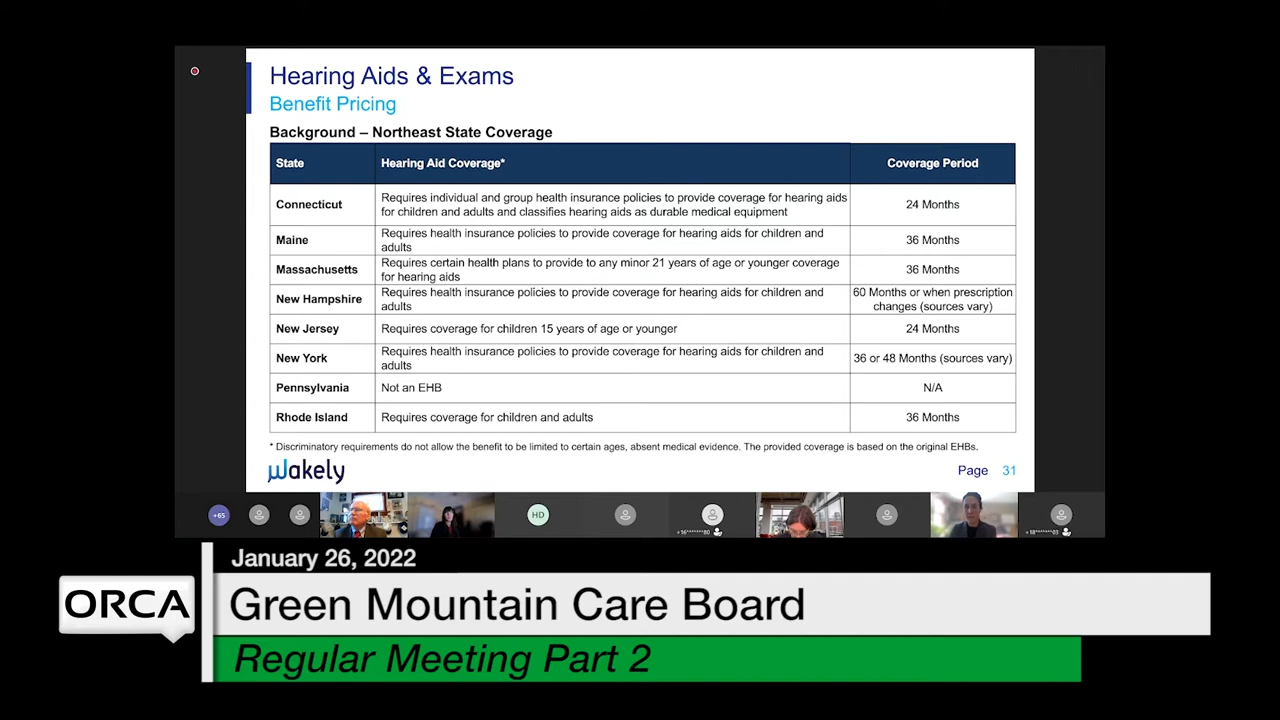 Hearing Aids & Exams
Benefit Pricing
Background – Northeast State Coverage
State
Hearing Aid Coverage*
Coverage Period
Connecticut
Requires individual and group health insurance policies to provide coverage for hearing aids
for children and adults and classifies hearing aids as durable medical equipment
24 Months
Maine
Requires health insurance policies to provide coverage for hearing aids for children and
adults
36 Months
Massachusetts
Requires certain health plans to provide to any minor 21 years of age or younger coverage
for hearing aids
36 Months
New Hampshire
Requires health insurance policies to provide coverage for hearing aids for children and
adults
60 Months or when prescription
changes (sources vary)
New Jersey
Requires coverage for children 15 years of age or younger
24 Months
New York
Requires health insurance policies to provide coverage for hearing aids for children and
adults
36 or 48 Months (sources vary)
Pennsylvania
Not an EHB
N/A
Rhode Island
Requires coverage for children and adults
36 Months
* Discriminatory requirements do not allow the benefit to be limited to certain ages, absent medical evidence. The provided coverage is based on the original EHBs.
Wakely
Page 31
+65
HD
+16*******80
+18*******03
January 26, 2022
ORCA
Green Mountain Care Board
Regular Meeting Part 2